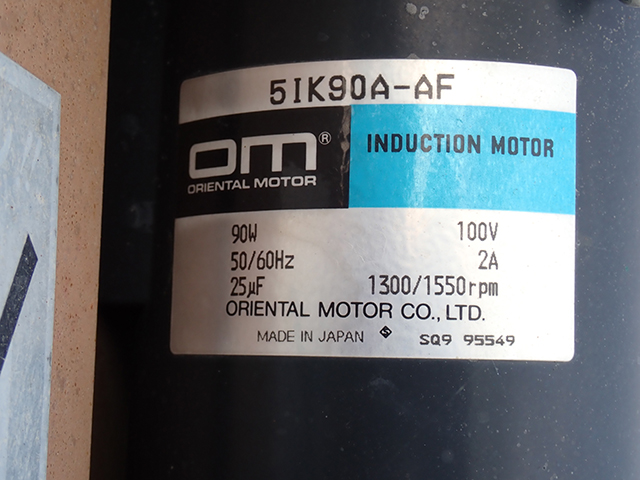 5IK90A-AF
om®
ORIENTAL MOTOR
INDUCTION MOTOR
90W 100V
50/60Hz 2A
25µF 1300/1550rpm
ORIENTAL MOTOR CO., LTD.
MADE IN JAPAN SQ9 95549